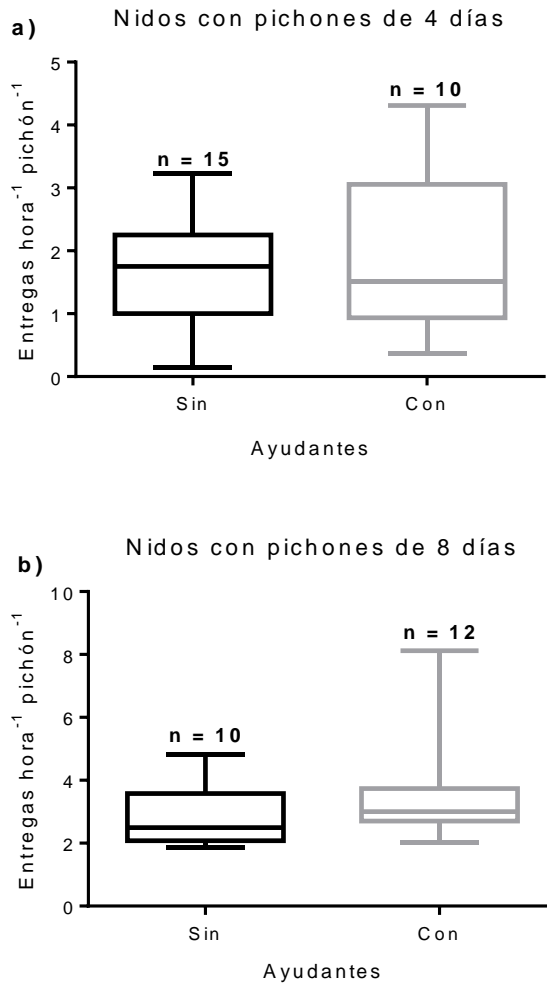 a)
Nidos con pichones de 4 días
Entregas hora⁻¹ pichón⁻¹
5
4
3
2
1
0
n = 15
n = 10
Sin
Con
Ayudantes
b)
Nidos con pichones de 8 días
Entregas hora⁻¹ pichón⁻¹
10
8
6
4
2
0
n = 10
n = 12
Sin
Con
Ayudantes